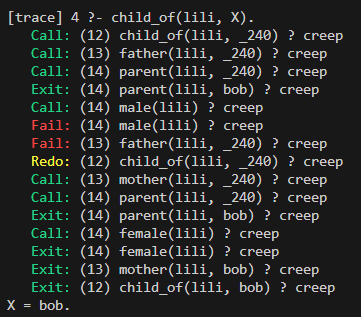 [trace] 4 ?- child_of(lili, X).
Call: (12) child_of(lili, _240) ? creep
Call: (13) father(lili, _240) ? creep
Call: (14) parent(lili, _240) ? creep
Exit: (14) parent(lili, bob) ? creep
Call: (14) male(lili) ? creep
Fail: (14) male(lili) ? creep
Fail: (13) father(lili, _240) ? creep
Redo: (12) child_of(lili, _240) ? creep
Call: (13) mother(lili, _240) ? creep
Call: (14) parent(lili, _240) ? creep
Exit: (14) parent(lili, bob) ? creep
Call: (14) female(lili) ? creep
Exit: (14) female(lili) ? creep
Exit: (13) mother(lili, bob) ? creep
Exit: (12) child_of(lili, bob) ? creep
X = bob.